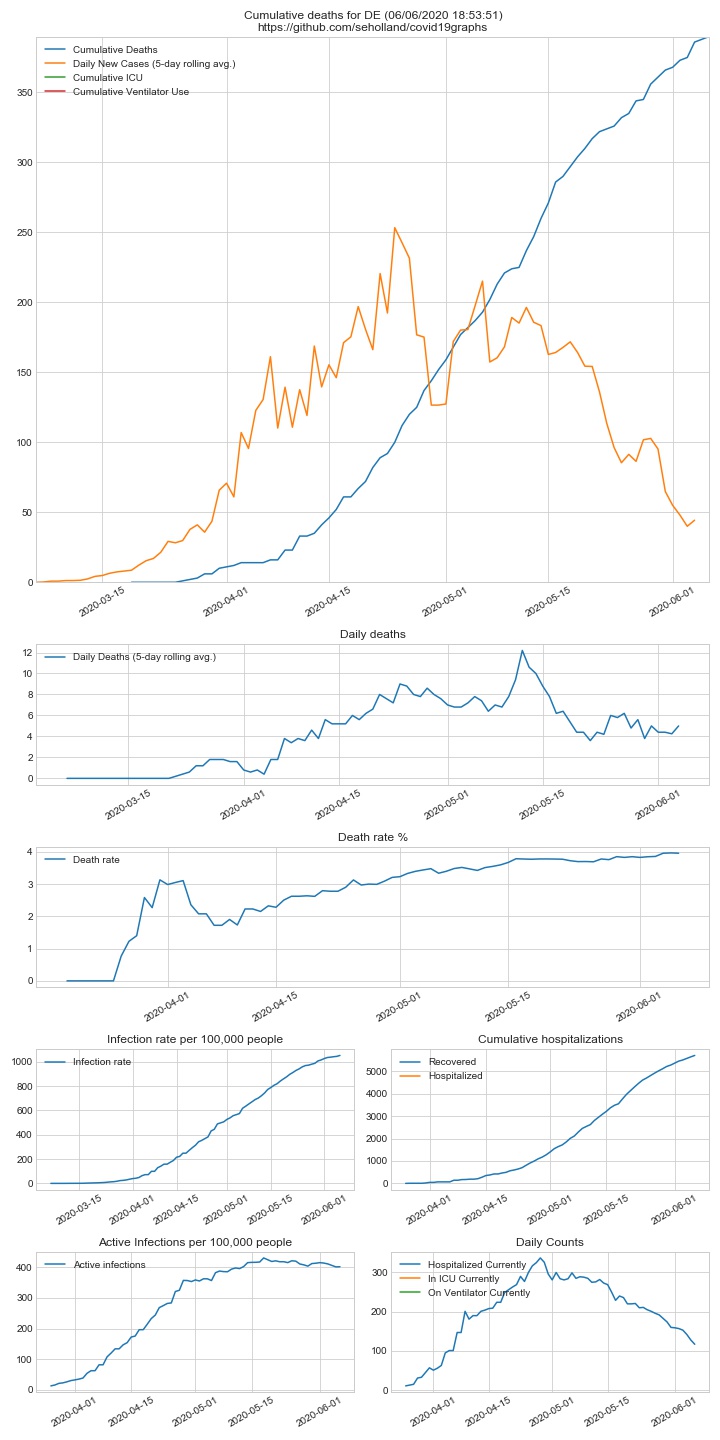 Cumulative deaths for DE (06/06/2020 18:53:51)
https://github.com/seholland/covid19graphs
Cumulative Deaths
Daily New Cases (5-day rolling avg.)
Cumulative ICU
Cumulative Ventilator Use
350
300
250
200
150
100
50
0
2020-03-15 2020-04-01 2020-04-15 2020-05-01 2020-05-15 2020-06-01
Daily deaths
Daily Deaths (5-day rolling avg.)
12
10
8
6
4
2
0
2020-03-15 2020-04-01 2020-04-15 2020-05-01 2020-05-15 2020-06-01
Death rate %
Death rate
4
3
2
1
0
2020-04-01 2020-04-15 2020-05-01 2020-05-15 2020-06-01
Infection rate per 100,000 people
Infection rate
1000
800
600
400
200
0
2020-03-15 2020-04-01 2020-04-15 2020-05-01 2020-05-15 2020-06-01
Cumulative hospitalizations
Recovered
Hospitalized
5000
4000
3000
2000
1000
0
2020-04-01 2020-04-15 2020-05-01 2020-05-15 2020-06-01
Active Infections per 100,000 people
Active infections
400
300
200
100
0
2020-04-01 2020-04-15 2020-05-01 2020-05-15 2020-06-01
Daily Counts
Hospitalized Currently
In ICU Currently
On Ventilator Currently
300
200
100
0
2020-04-01 2020-04-15 2020-05-01 2020-05-15 2020-06-01